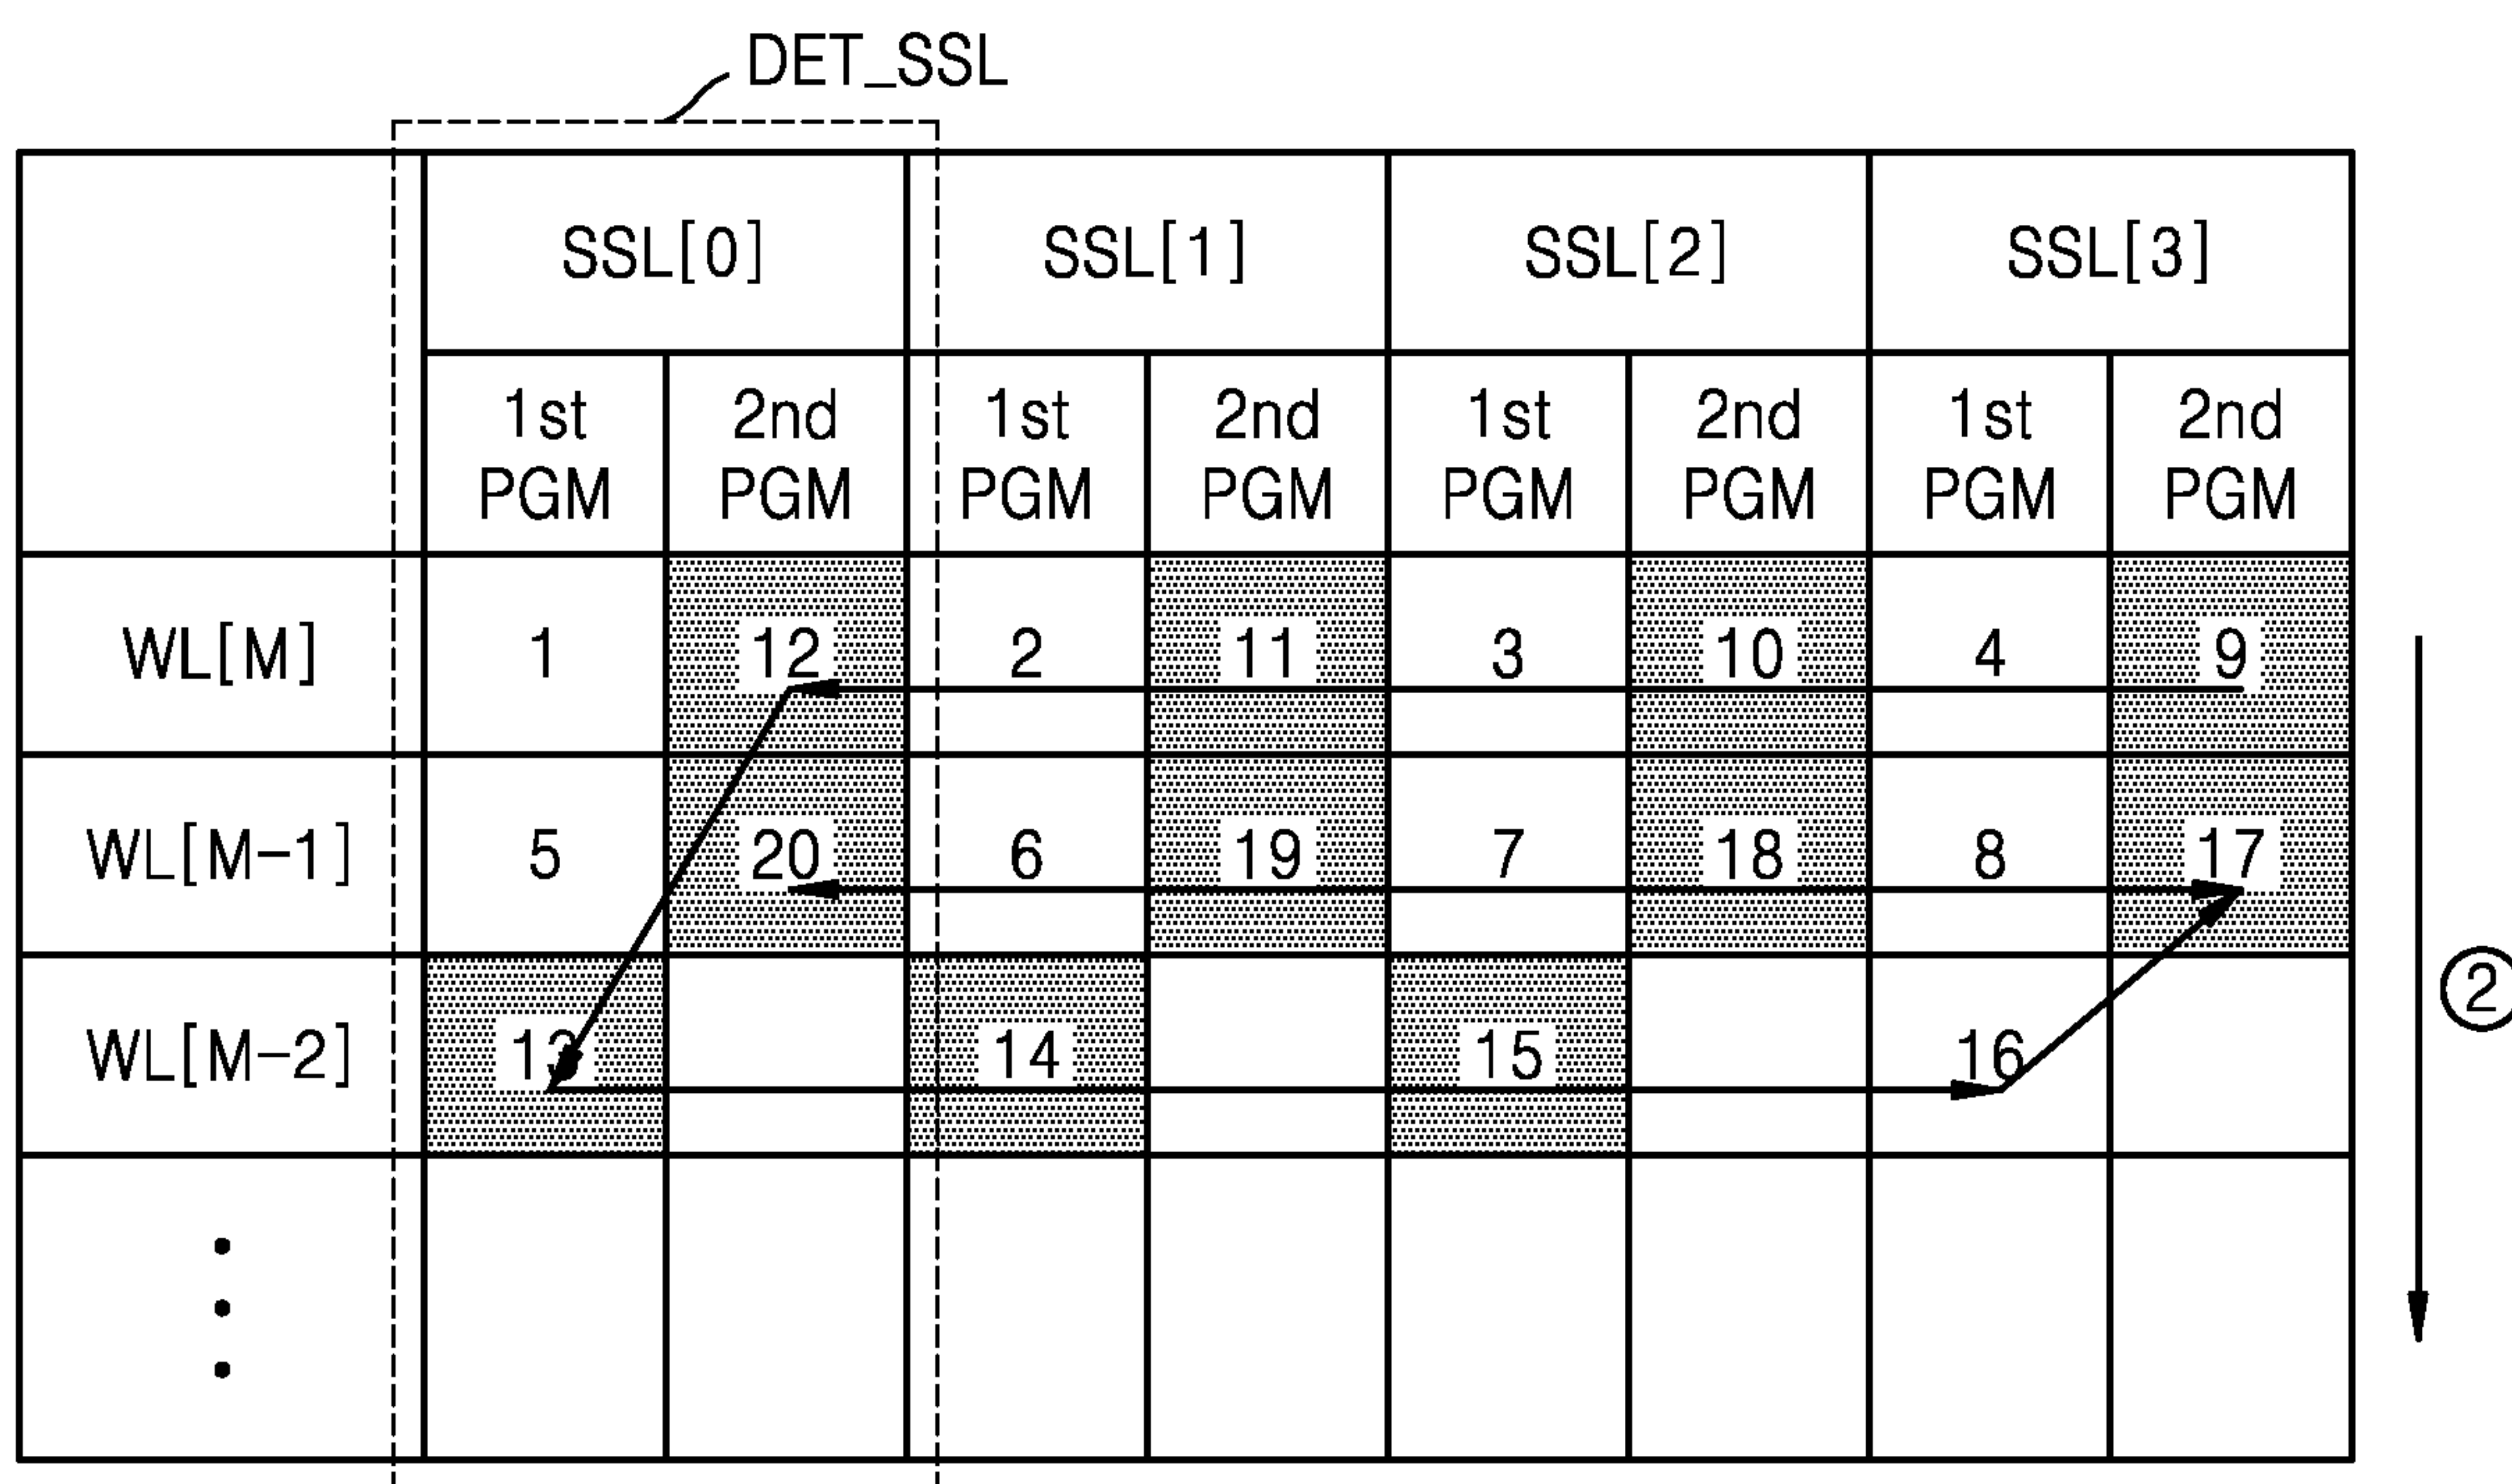 DET_SSL
SSL[0] SSL[1] SSL[2] SSL[3]
1st PGM 2nd PGM 1st PGM 2nd PGM 1st PGM 2nd PGM 1st PGM 2nd PGM
WL[M] 1 12 2 11 3 10 4 9
WL[M-1] 5 20 6 19 7 18 8 17
WL[M-2] 13 14 15 16
②